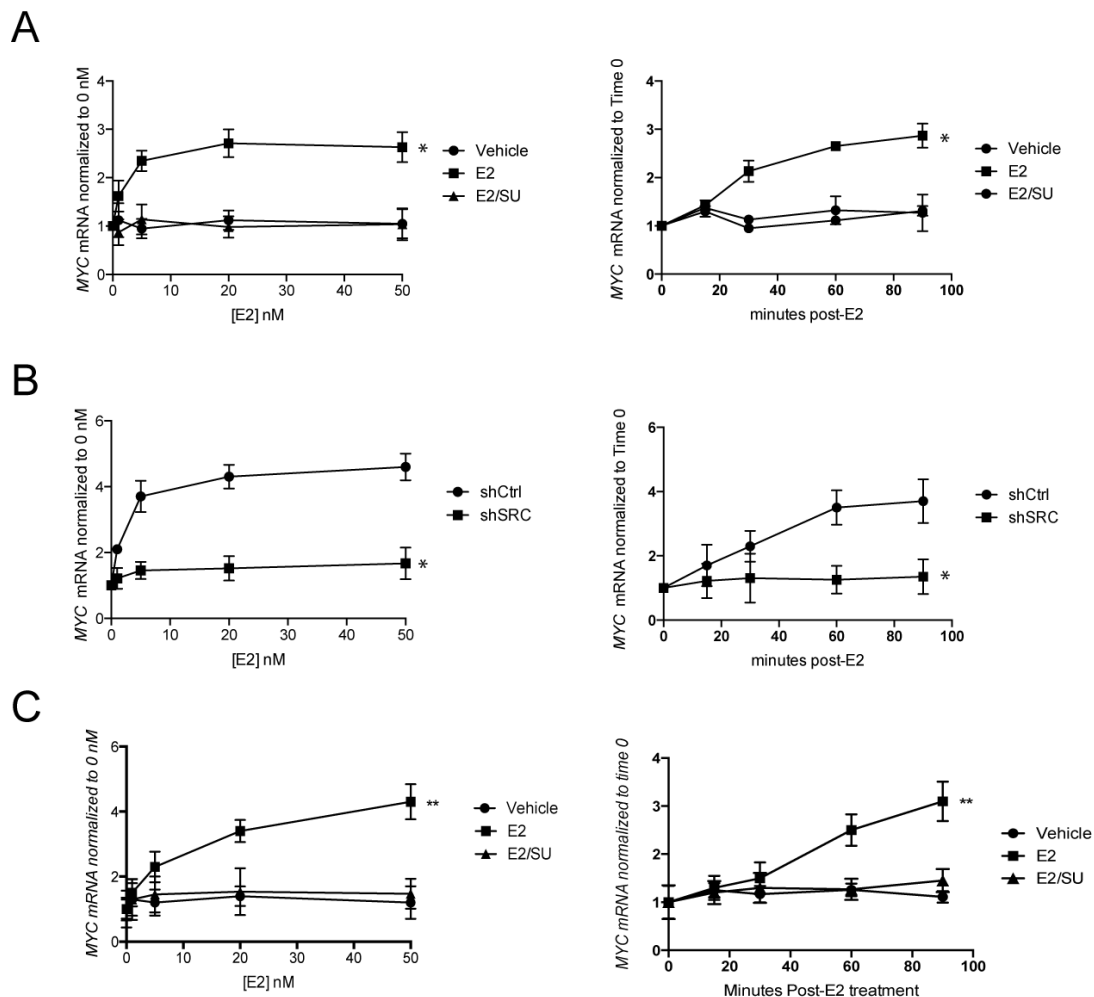 A
MYC mRNA normalized to 0 nM
4
3
2
1
0
0 10 20 30 40 50
[E2] nM
*
Vehicle
E2
E2/SU
MYC mRNA normalized to Time 0
4
3
2
1
0
0 20 40 60 80 100
minutes post-E2
*
Vehicle
E2
E2/SU
B
MYC mRNA normalized to 0 nM
6
4
2
0
0 10 20 30 40 50
[E2] nM
*
shCtrl
shSRC
MYC mRNA normalized to Time 0
6
4
2
0
0 20 40 60 80 100
minutes post-E2
*
shCtrl
shSRC
C
MYC mRNA normalized to 0 nM
6
4
2
0
0 10 20 30 40 50
[E2] nM
**
Vehicle
E2
E2/SU
MYC mRNA normalized to time 0
4
3
2
1
0
0 20 40 60 80 100
Minutes Post-E2 treatment
**
Vehicle
E2
E2/SU